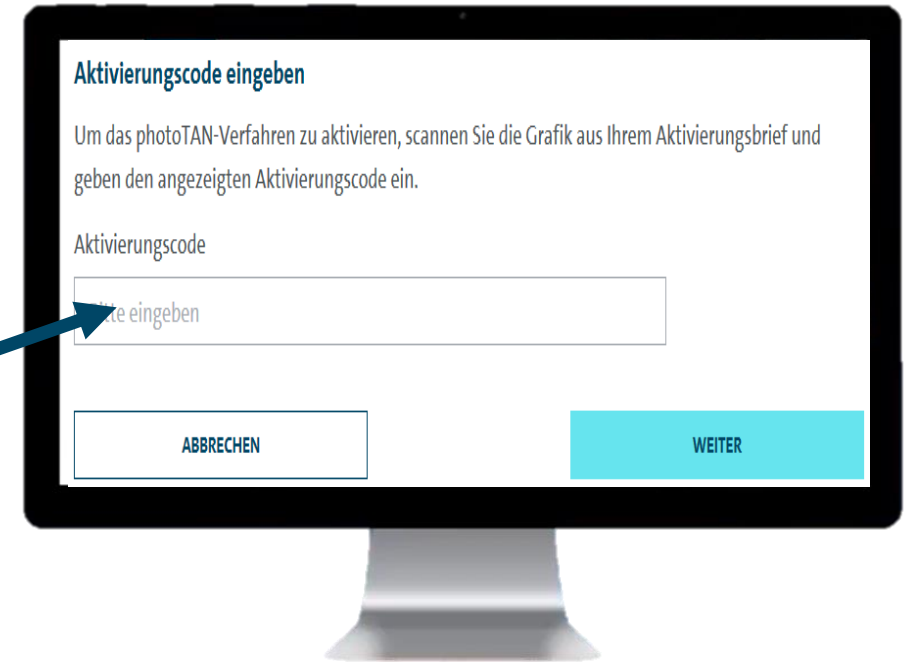 Aktivierungscode eingeben
Um das photoTAN-Verfahren zu aktivieren, scannen Sie die Grafik aus Ihrem Aktivierungsbrief und
geben den angezeigten Aktivierungscode ein.
Aktivierungscode
eingeben
ABBRECHEN
WEITER